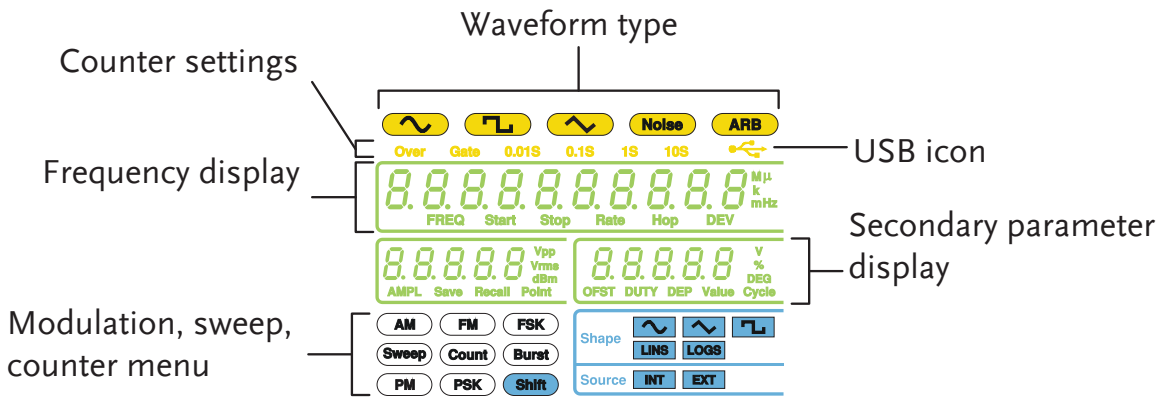 Waveform type
Counter settings
Noise ARB
Over Gate 0.01S 0.1S 1S 10S
USB icon
Frequency display
8.8.8.8.8.8.8.8.8.8 Mμ
k
mHz
FREQ Start Stop Rate Hop DEV
Secondary parameter
display
8.8.8.8.8 Vpp
Vrms
dBm
AMPL Save Recall Point
8.8.8.8.8 V
%
DEG
OFST DUTY DEP Value Cycle
Modulation, sweep,
counter menu
AM FM FSK
Sweep Count Burst
PM PSK Shift
Shape
LINS LOGS
Source INT EXT